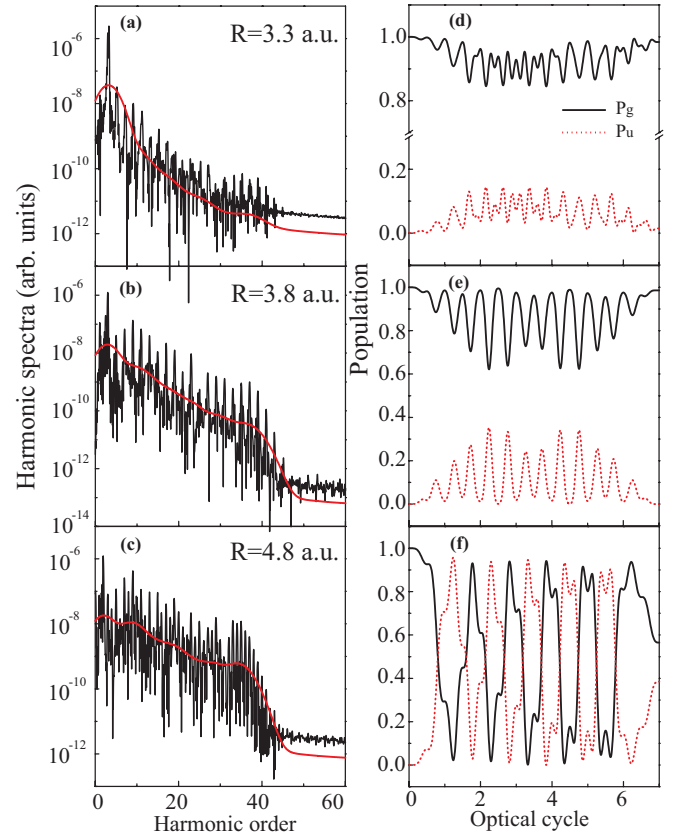 (a)
R=3.3 a.u.
10^-6
10^-8
10^-10
10^-12
(b)
R=3.8 a.u.
10^-6
10^-8
10^-10
10^-12
10^-14
(c)
R=4.8 a.u.
10^-6
10^-8
10^-10
10^-12
0 20 40 60
Harmonic order
Harmonic spectra (arb. units)
(d)
1.0
0.8
0.2
0.0
Pg
Pu
(e)
1.0
0.8
0.6
0.4
0.2
0.0
(f)
1.0
0.8
0.6
0.4
0.2
0.0
0 2 4 6
Optical cycle
Population